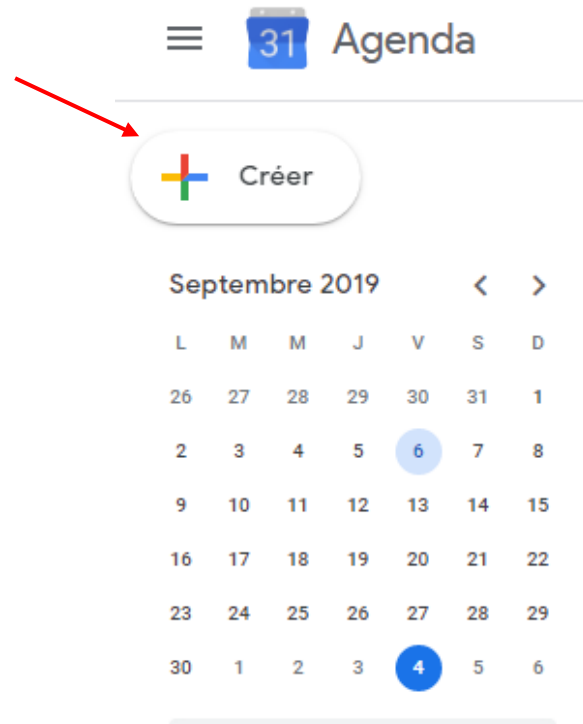 31 Agenda
Créer
Septembre 2019
L M M J V S D
26 27 28 29 30 31 1
2 3 4 5 6 7 8
9 10 11 12 13 14 15
16 17 18 19 20 21 22
23 24 25 26 27 28 29
30 1 2 3 4 5 6